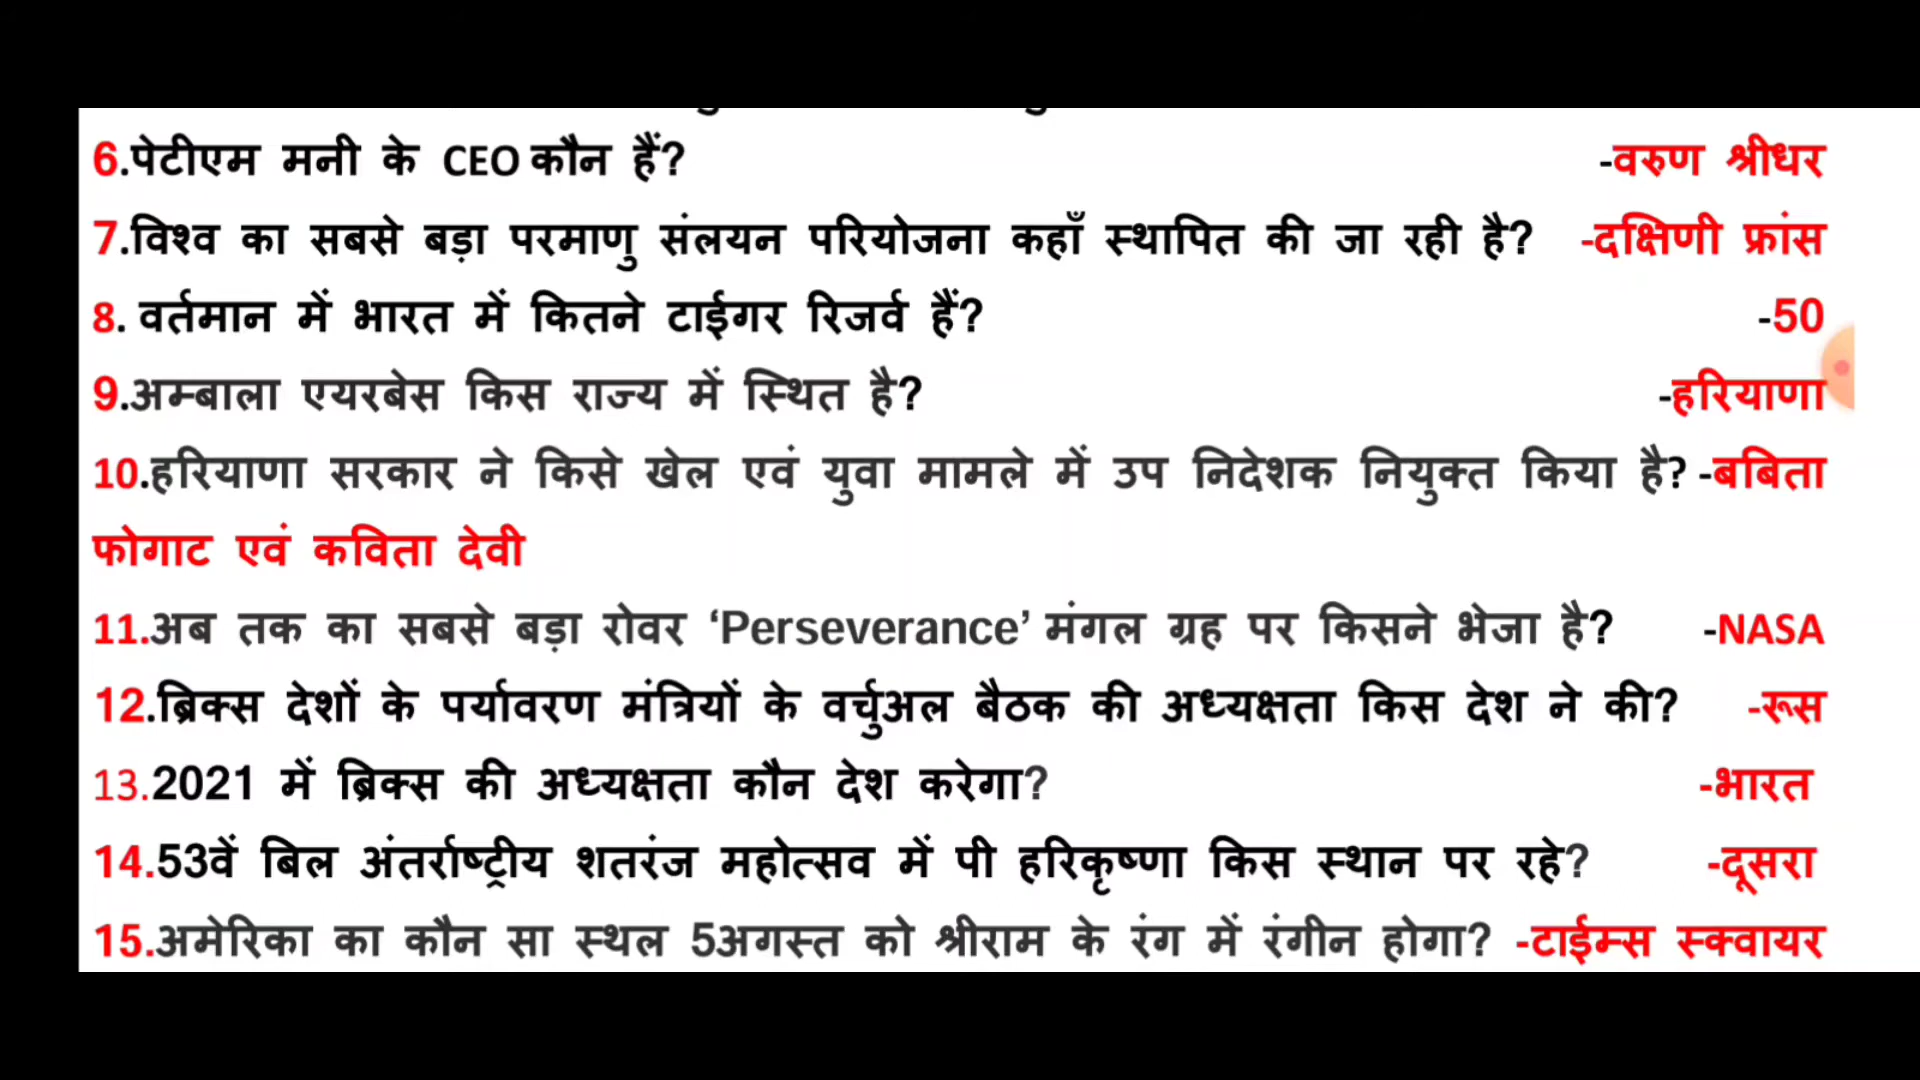 6.पेटीएम मनी के CEO कौन हैं? -वरुण श्रीधर
7.विश्व का सबसे बड़ा परमाणु संलयन परियोजना कहाँ स्थापित की जा रही है? -दक्षिणी फ्रांस
8. वर्तमान में भारत में कितने टाईगर रिजर्व हैं? -50
9.अम्बाला एयरबेस किस राज्य में स्थित है? -हरियाणा
10.हरियाणा सरकार ने किसे खेल एवं युवा मामले में उप निदेशक नियुक्त किया है? -बबिता
फोगाट एवं कविता देवी
11.अब तक का सबसे बड़ा रोवर ‘Perseverance’ मंगल ग्रह पर किसने भेजा है? -NASA
12.ब्रिक्स देशों के पर्यावरण मंत्रियों के वर्चुअल बैठक की अध्यक्षता किस देश ने की? -रूस
13.2021 में ब्रिक्स की अध्यक्षता कौन देश करेगा? -भारत
14.53वें बिल अंतर्राष्ट्रीय शतरंज महोत्सव में पी हरिकृष्णा किस स्थान पर रहे? -दूसरा
15.अमेरिका का कौन सा स्थल 5अगस्त को श्रीराम के रंग में रंगीन होगा? -टाईम्स स्क्वायर